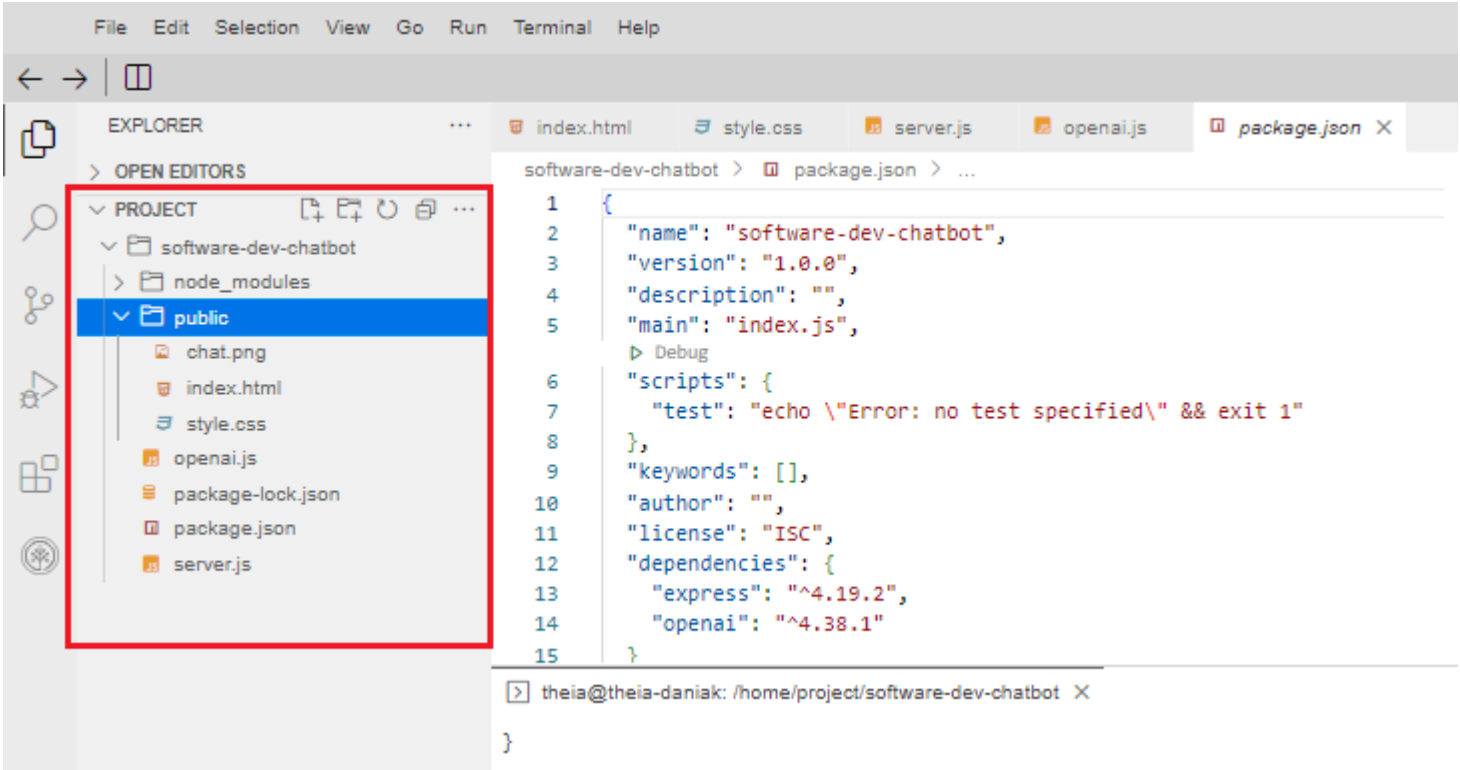 File Edit Selection View Go Run Terminal Help
EXPLORER
OPEN EDITORS
PROJECT
software-dev-chatbot
node_modules
public
chat.png
index.html
style.css
openai.js
package-lock.json
package.json
server.js
index.html style.css server.js openai.js package.json
software-dev-chatbot > package.json > ...
1 {
2 "name": "software-dev-chatbot",
3 "version": "1.0.0",
4 "description": "",
5 "main": "index.js",
Debug
6 "scripts": {
7 "test": "echo \"Error: no test specified\" && exit 1"
8 },
9 "keywords": [],
10 "author": "",
11 "license": "ISC",
12 "dependencies": {
13 "express": "^4.19.2",
14 "openai": "^4.38.1"
15 }
theia@theia-daniak: /home/project/software-dev-chatbot
}